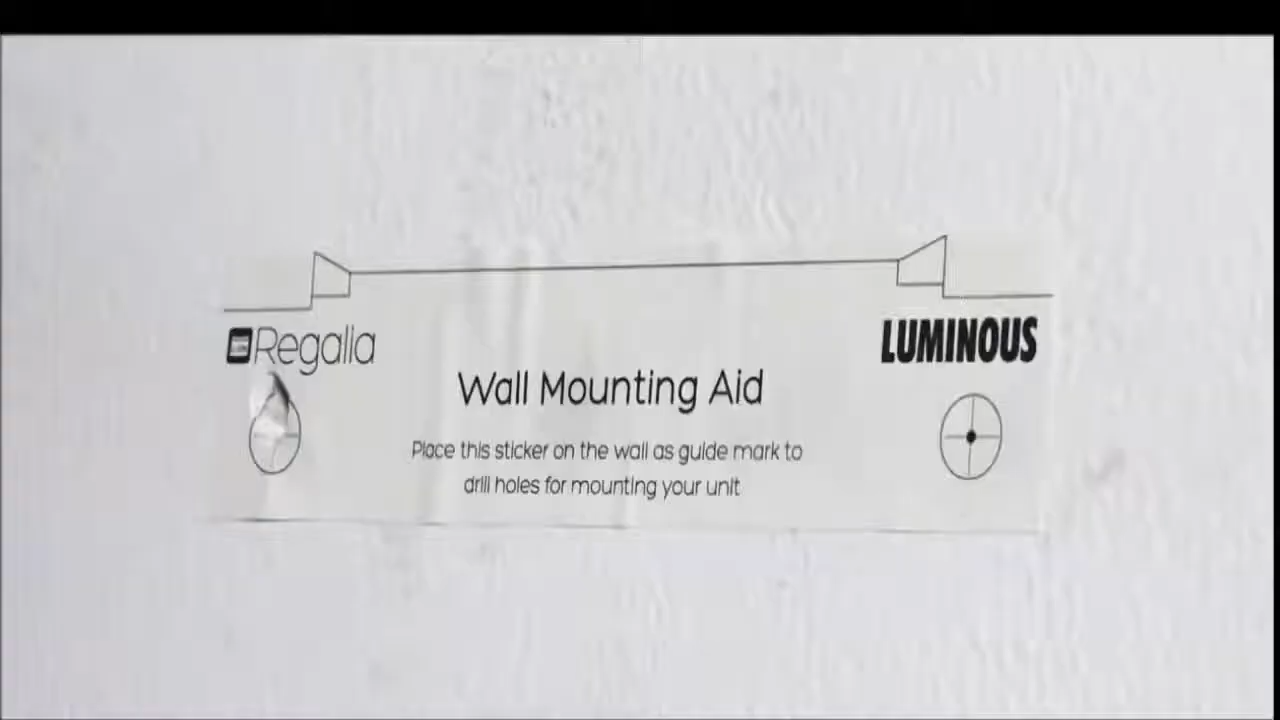 Regalia
LUMINOUS
Wall Mounting Aid
Place this sticker on the wall as guide mark to
drill holes for mounting your unit